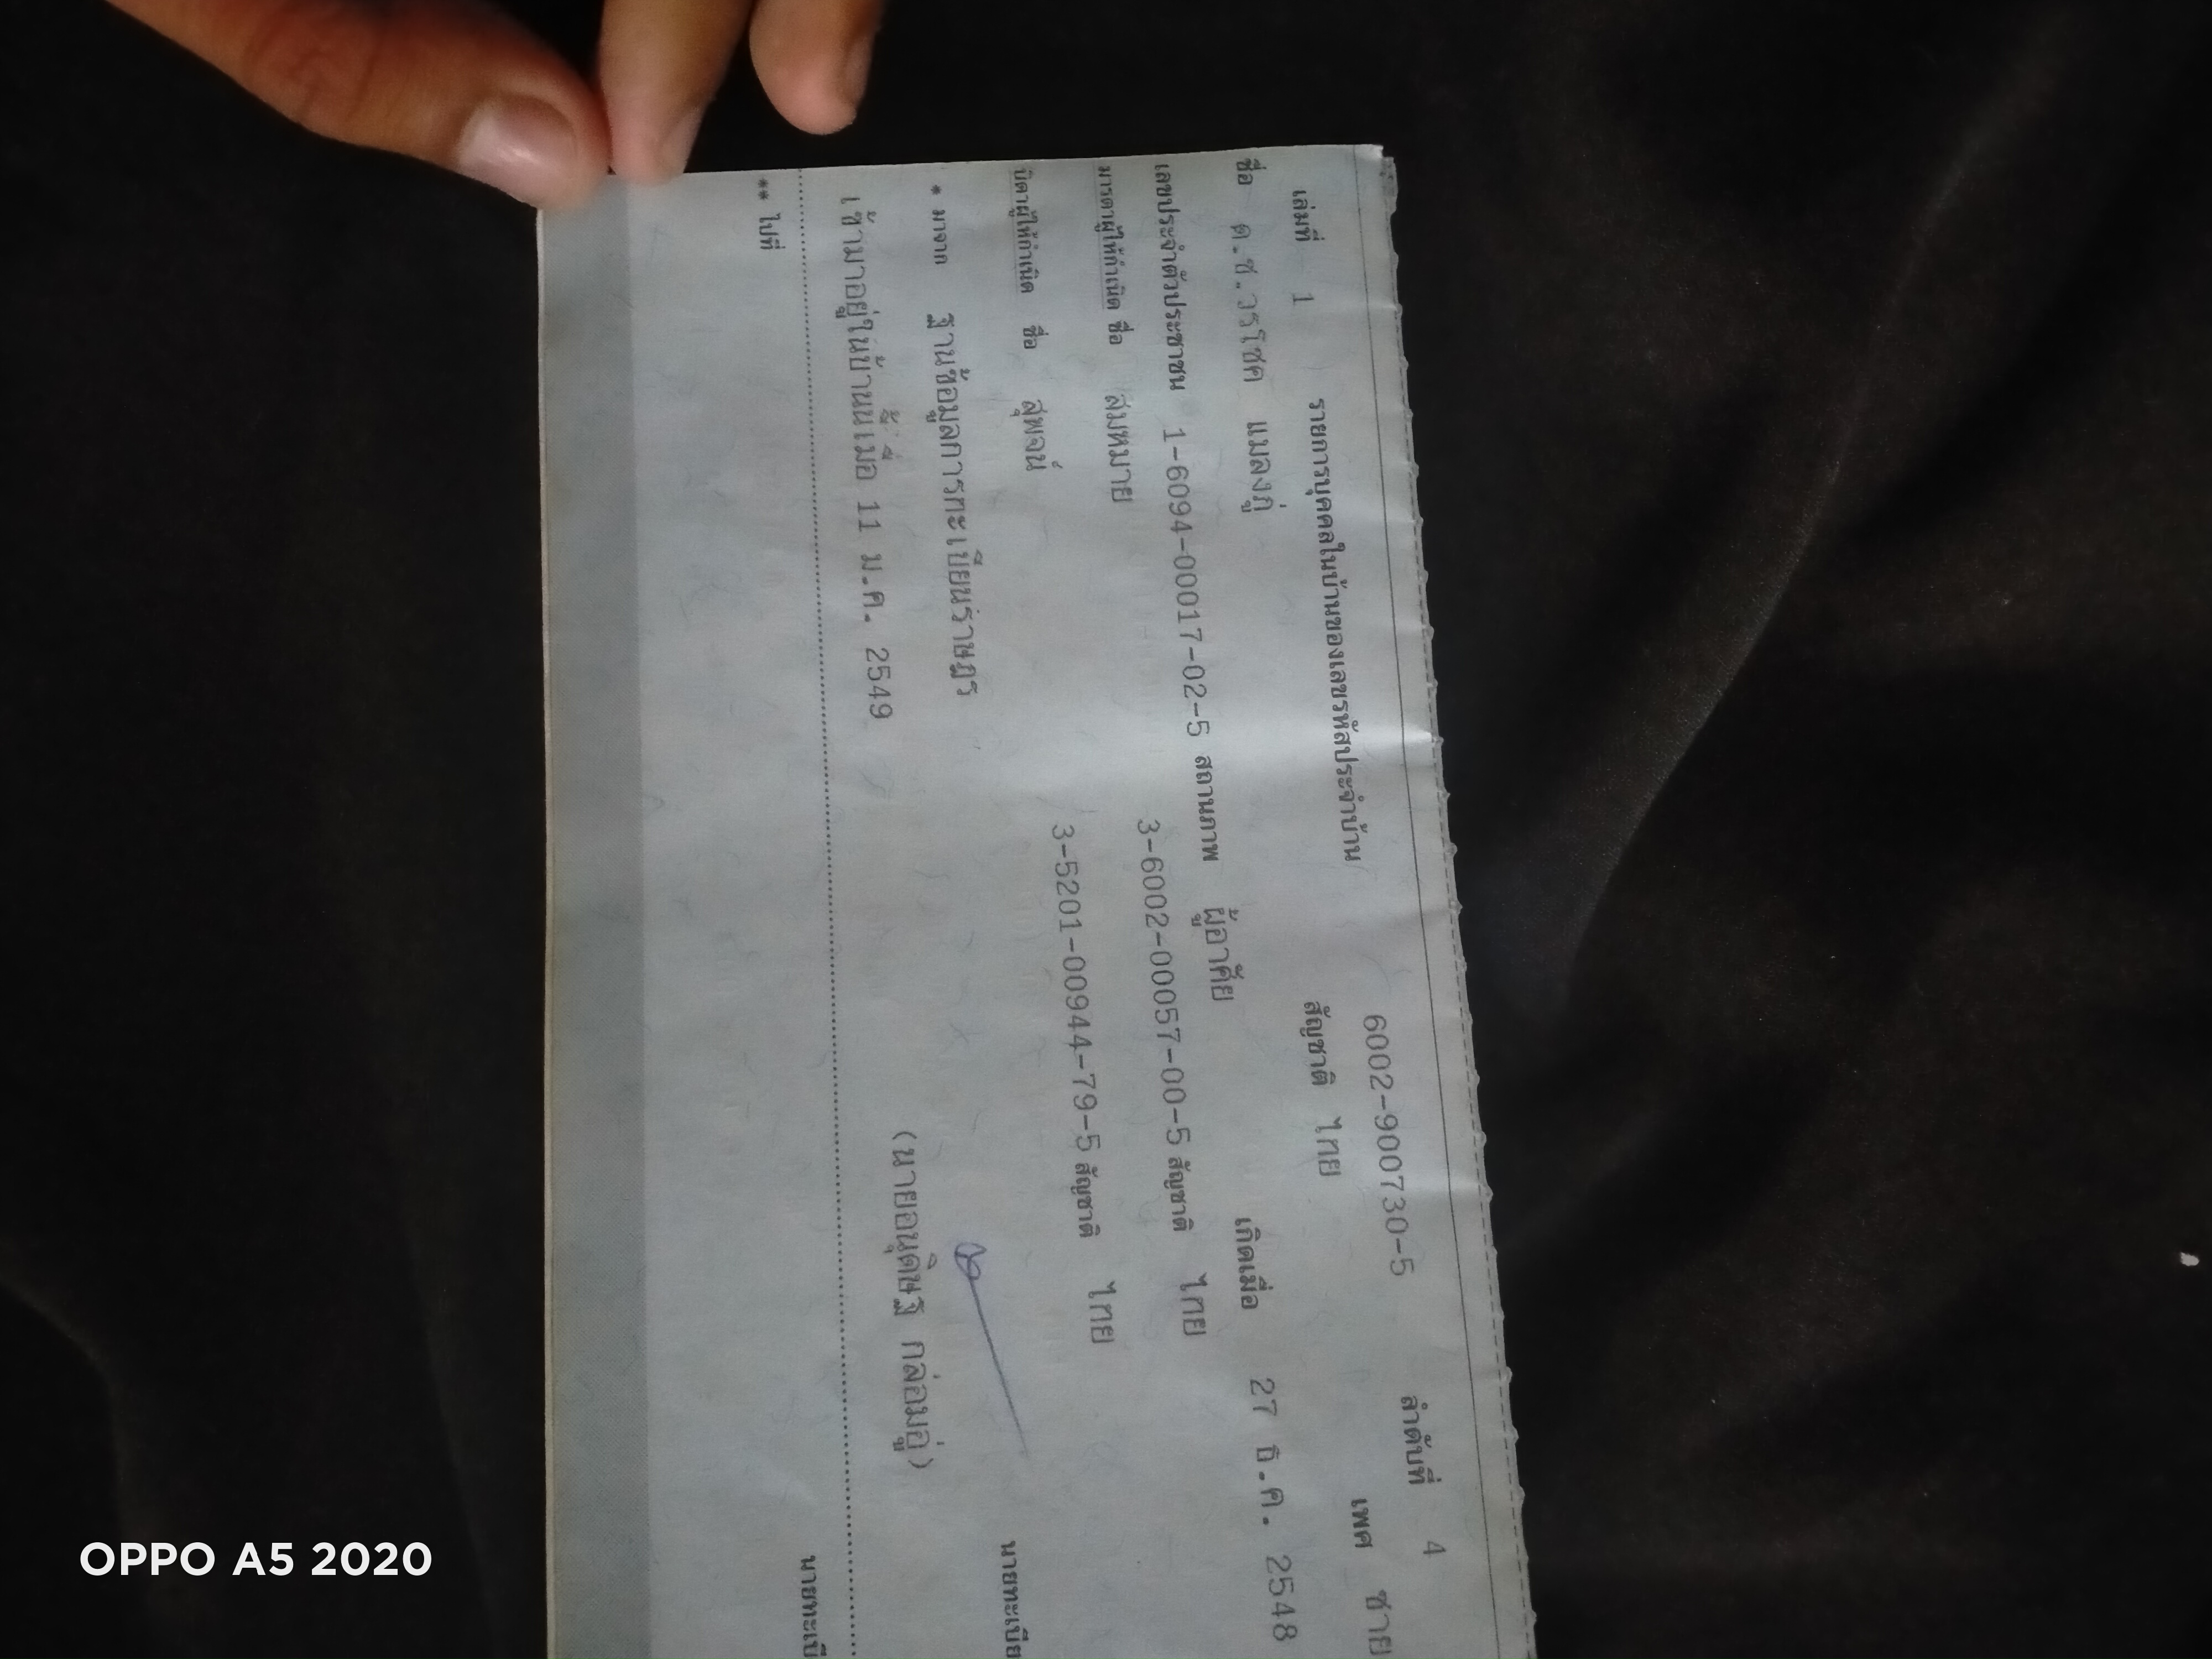 เล่มที่ 1 รายการบุคคลในบ้านของเลขรหัสประจำบ้าน 6002-900730-5 ลำดับที่ 4
ชื่อ ด.ช.วรโชค แมลงภู่ สัญชาติ ไทย เพศ ชาย
เลขประจำตัวประชาชน 1-6094-00017-02-5 สถานภาพ ผู้อาศัย เกิดเมื่อ 27 ธ.ค. 2548
มารดาผู้ให้กำเนิด ชื่อ สมหมาย 3-6002-00057-00-5 สัญชาติ ไทย
บิดาผู้ให้กำเนิด ชื่อ สุพจน์ 3-5201-00944-79-5 สัญชาติ ไทย
* มาจาก ฐานข้อมูลการทะเบียนราษฎร
นายทะเบีย
เข้ามาอยู่ในบ้านนี้เมื่อ 11 ม.ค. 2549 (นายอนุดิษฐ กล่อมอู่)
** ไปที่
นายทะเบี
OPPO A5 2020